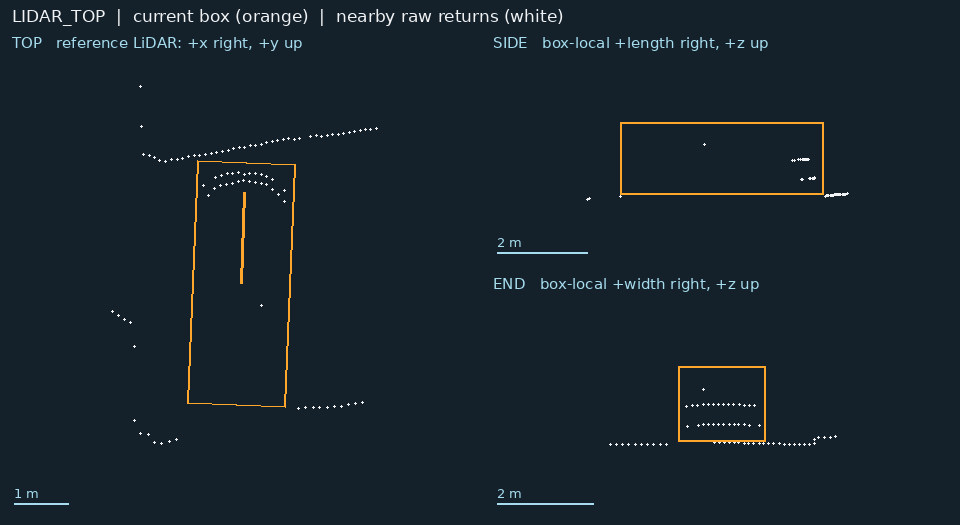 LIDAR_TOP | current box (orange) | nearby raw returns (white)
TOP reference LiDAR: +x right, +y up
SIDE box-local +length right, +z up
2 m
END box-local +width right, +z up
1 m
2 m